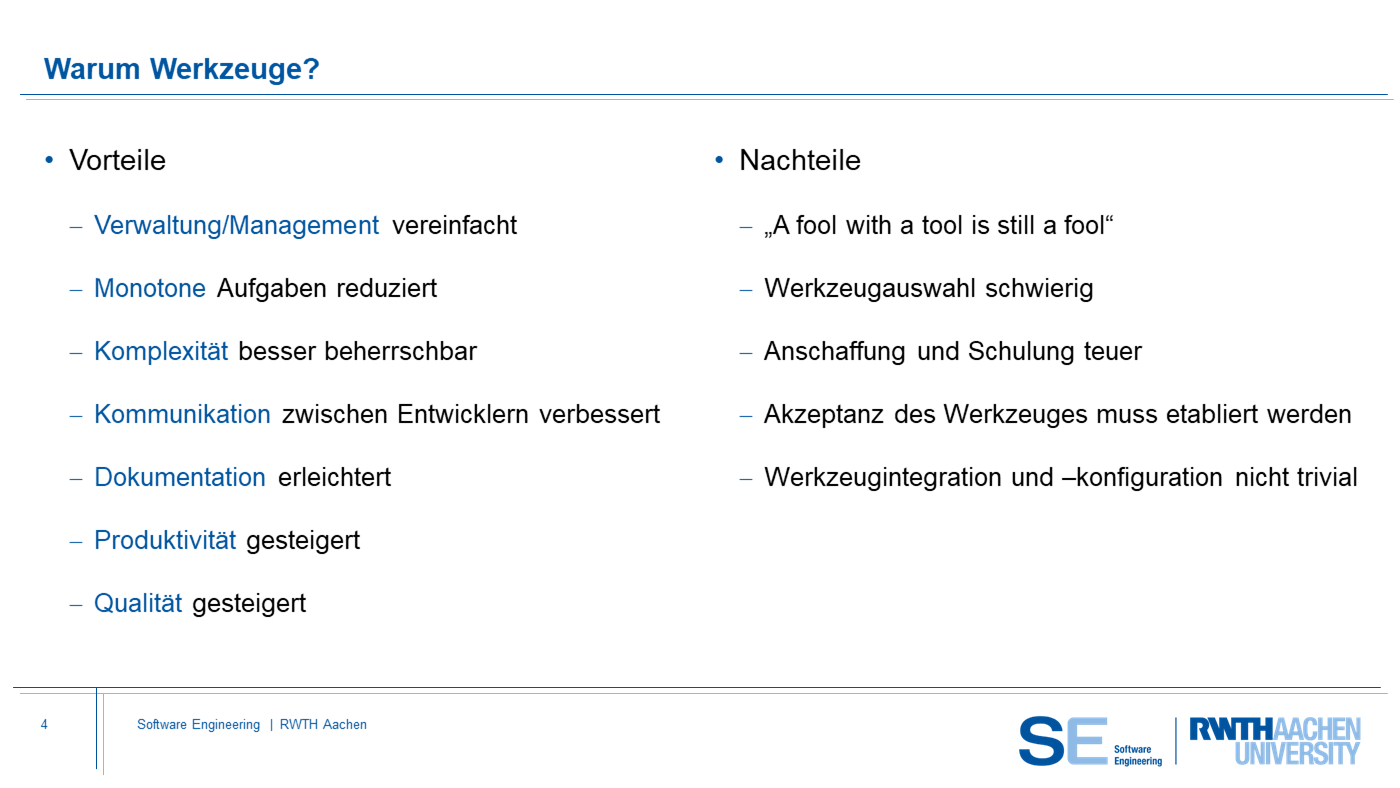 Warum Werkzeuge?
• Vorteile
– Verwaltung/Management vereinfacht
– Monotone Aufgaben reduziert
– Komplexität besser beherrschbar
– Kommunikation zwischen Entwicklern verbessert
– Dokumentation erleichtert
– Produktivität gesteigert
– Qualität gesteigert
• Nachteile
– „A fool with a tool is still a fool“
– Werkzeugauswahl schwierig
– Anschaffung und Schulung teuer
– Akzeptanz des Werkzeuges muss etabliert werden
– Werkzeugintegration und –konfiguration nicht trivial
4
Software Engineering | RWTH Aachen
SE Software
Engineering
RWTHAACHEN
UNIVERSITY